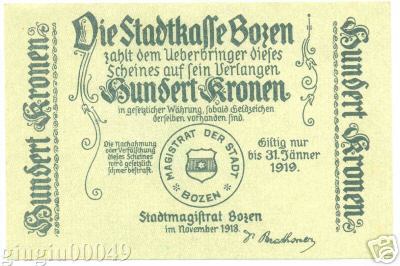 Die Stadtkasse Bozen
zahlt dem Ueberbringer dieses
Scheines auf sein Verlangen
Hundert Kronen
in gesetzlicher Währung, sobald Geldzeichen
derselben vorhanden sind.
Hundert Kronen
Hundert Kronen
Die Nachahmung
oder Verfälschung
dieses Scheines
wird gesetzlich
schwer bestraft.
MAGISTRAT DER STADT
BOZEN
Giltig nur
bis 31. Jänner
1919.
Stadtmagistrat Bozen
im November 1918.
© giugiu00049